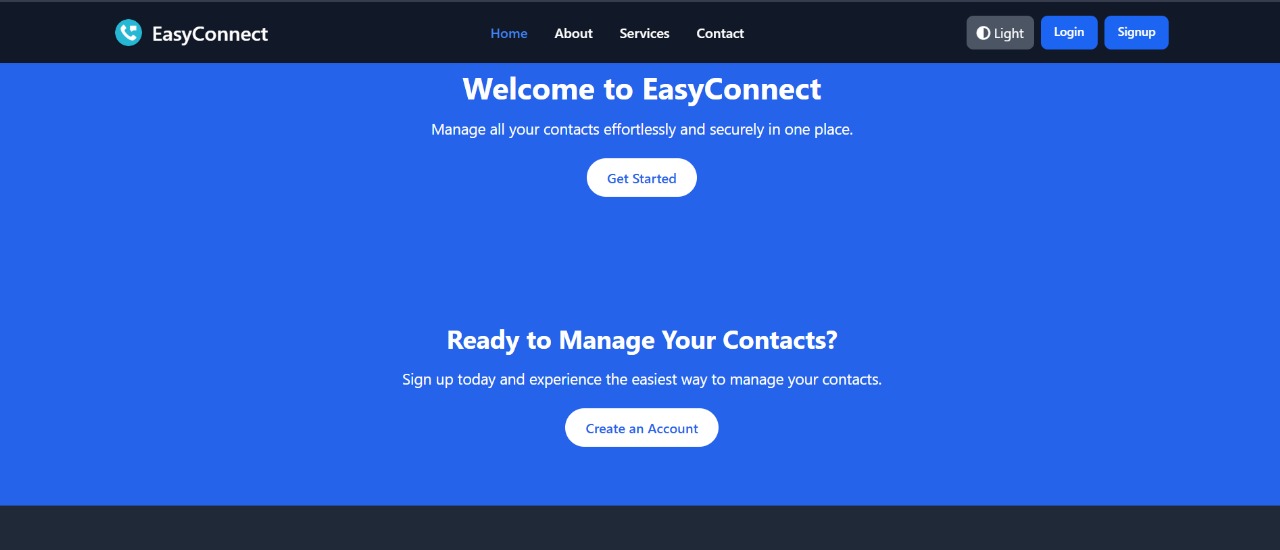 EasyConnect
Home About Services Contact
Light Login Signup
Welcome to EasyConnect
Manage all your contacts effortlessly and securely in one place.
Get Started
Ready to Manage Your Contacts?
Sign up today and experience the easiest way to manage your contacts.
Create an Account